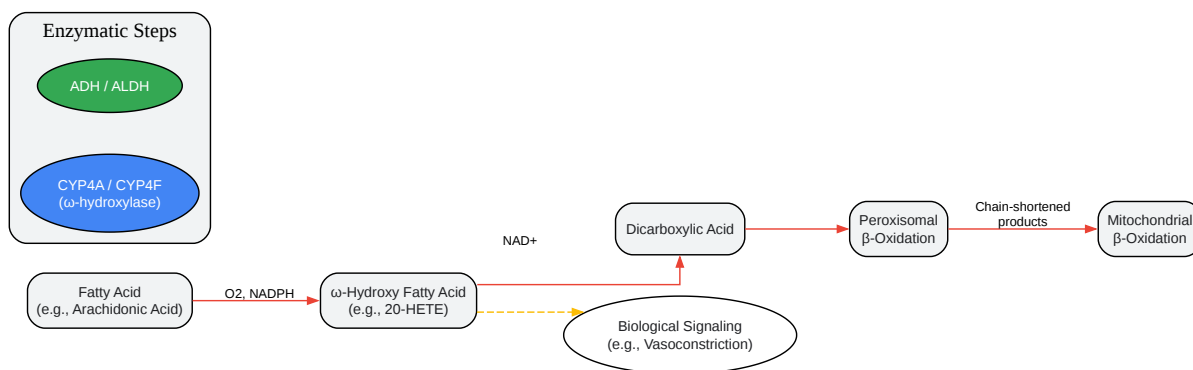 Enzymatic Steps
ADH / ALDH
CYP4A / CYP4F
(ω-hydroxylase)
Fatty Acid
(e.g., Arachidonic Acid)
O2, NADPH
ω-Hydroxy Fatty Acid
(e.g., 20-HETE)
NAD+
Dicarboxylic Acid
Biological Signaling
(e.g., Vasoconstriction)
Peroxisomal
β-Oxidation
Chain-shortened
products
Mitochondrial
β-Oxidation